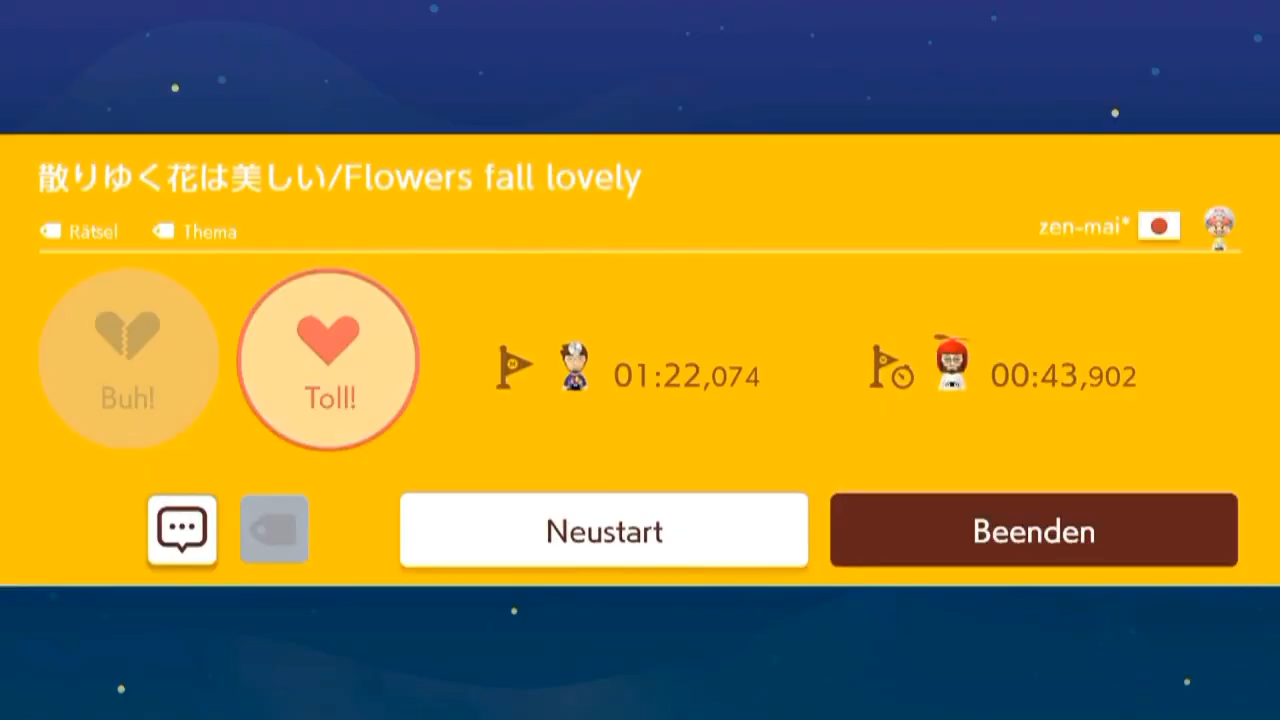 散りゆく花は美しい/Flowers fall lovely
Rätsel Thema
zen-mai*
Buh!
Toll!
01:22,074
00:43,902
Neustart
Beenden